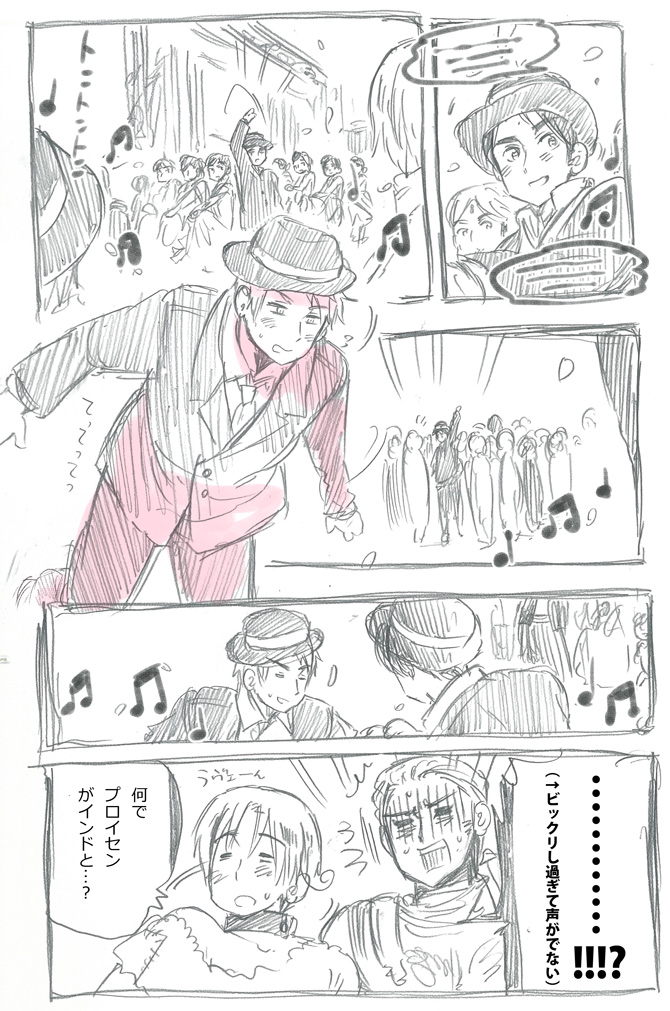 トントントン
てってってっ
・・・・・・・・・・・!!!?
(→ビックリし過ぎて声がでない)
うヴェーん
何で
プロイセン
がインドと…?